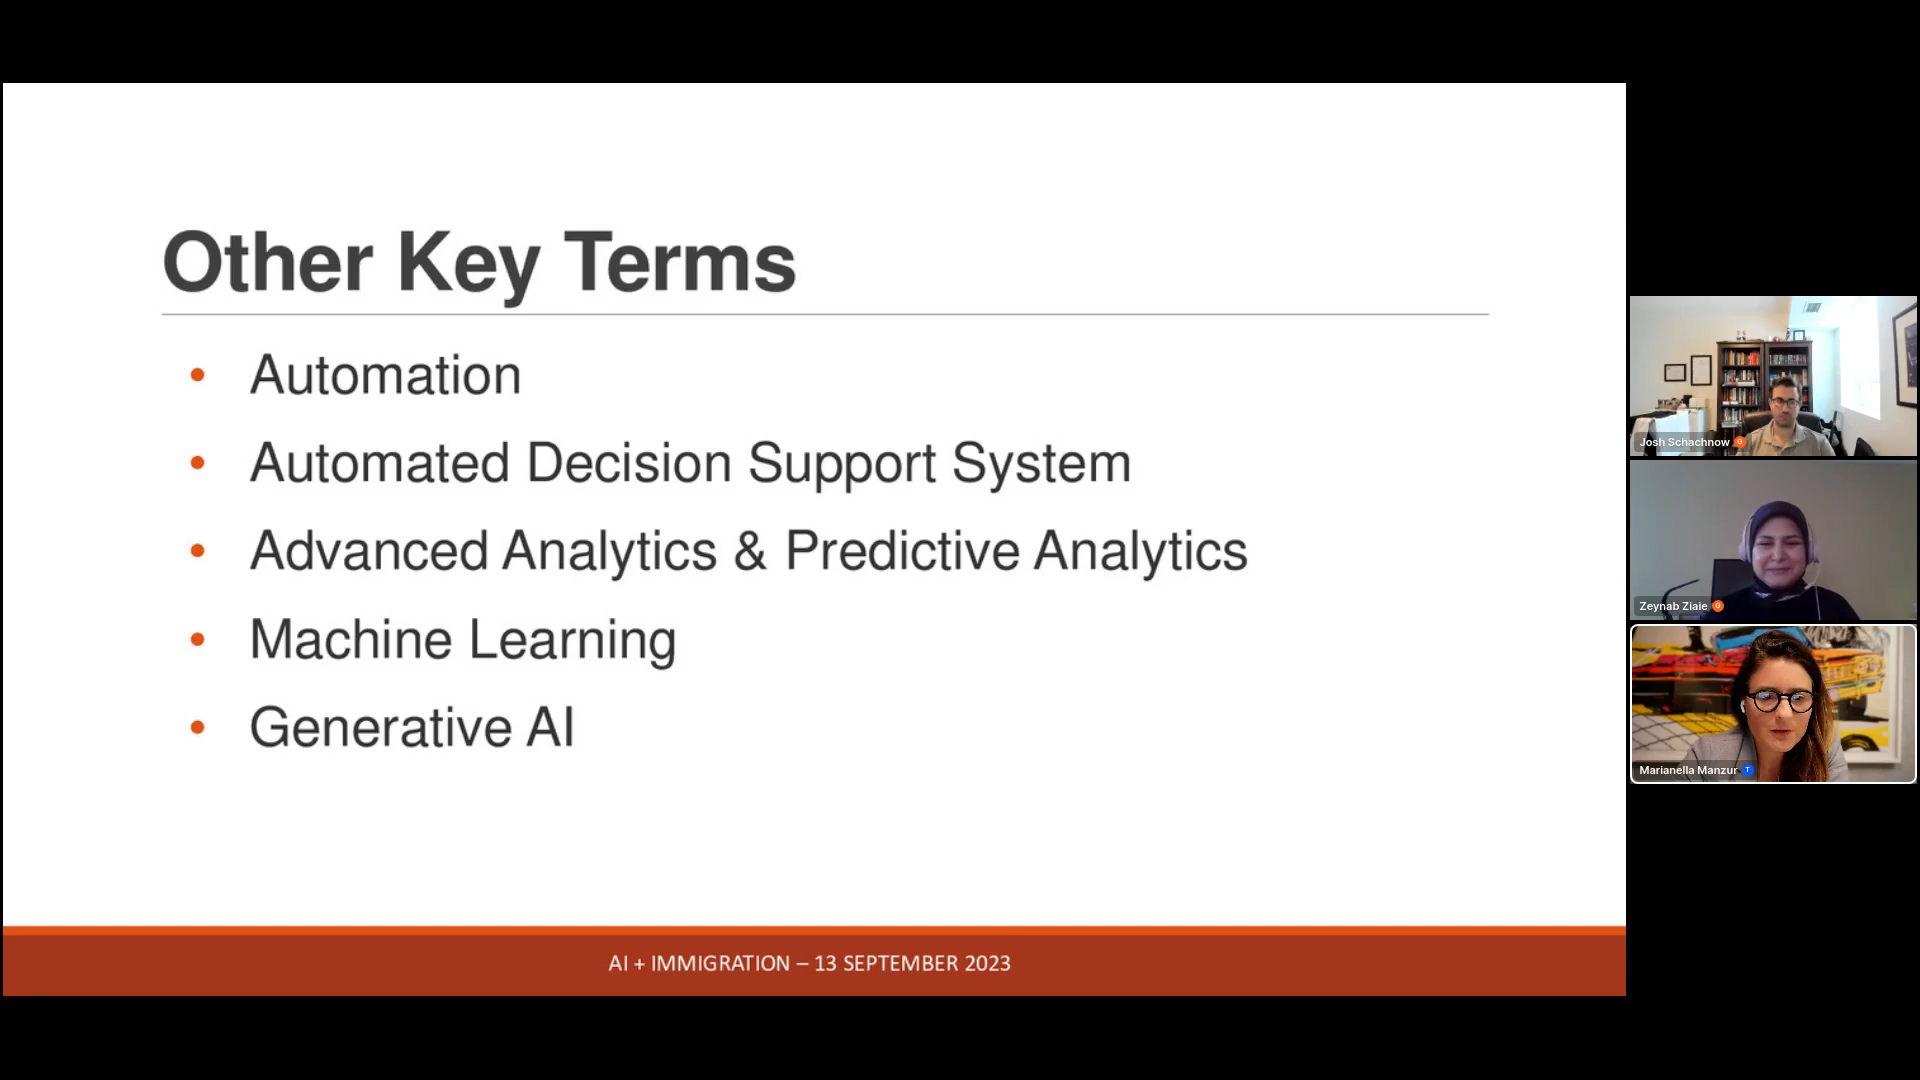 Other Key Terms
• Automation
• Automated Decision Support System
• Advanced Analytics & Predictive Analytics
• Machine Learning
• Generative AI
AI + IMMIGRATION – 13 SEPTEMBER 2023
Josh Schachnow G
Zeynab Ziaie G
Marianella Manzur T